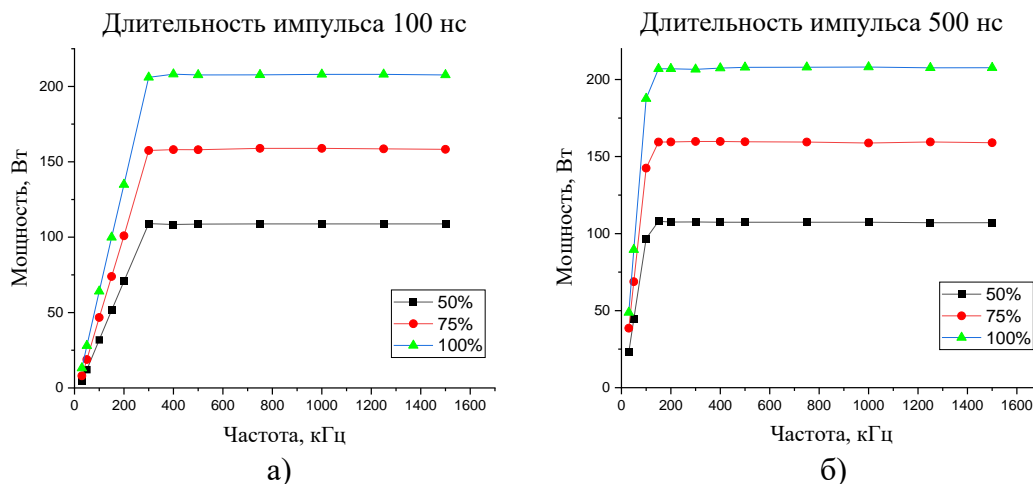 Длительность импульса 100 нс
Мощность, Вт
200
150
100
50
0
0 200 400 600 800 1000 1200 1400 1600
Частота, кГц
50%
75%
100%
а)
Длительность импульса 500 нс
Мощность, Вт
200
150
100
50
0
0 200 400 600 800 1000 1200 1400 1600
Частота, кГц
50%
75%
100%
б)